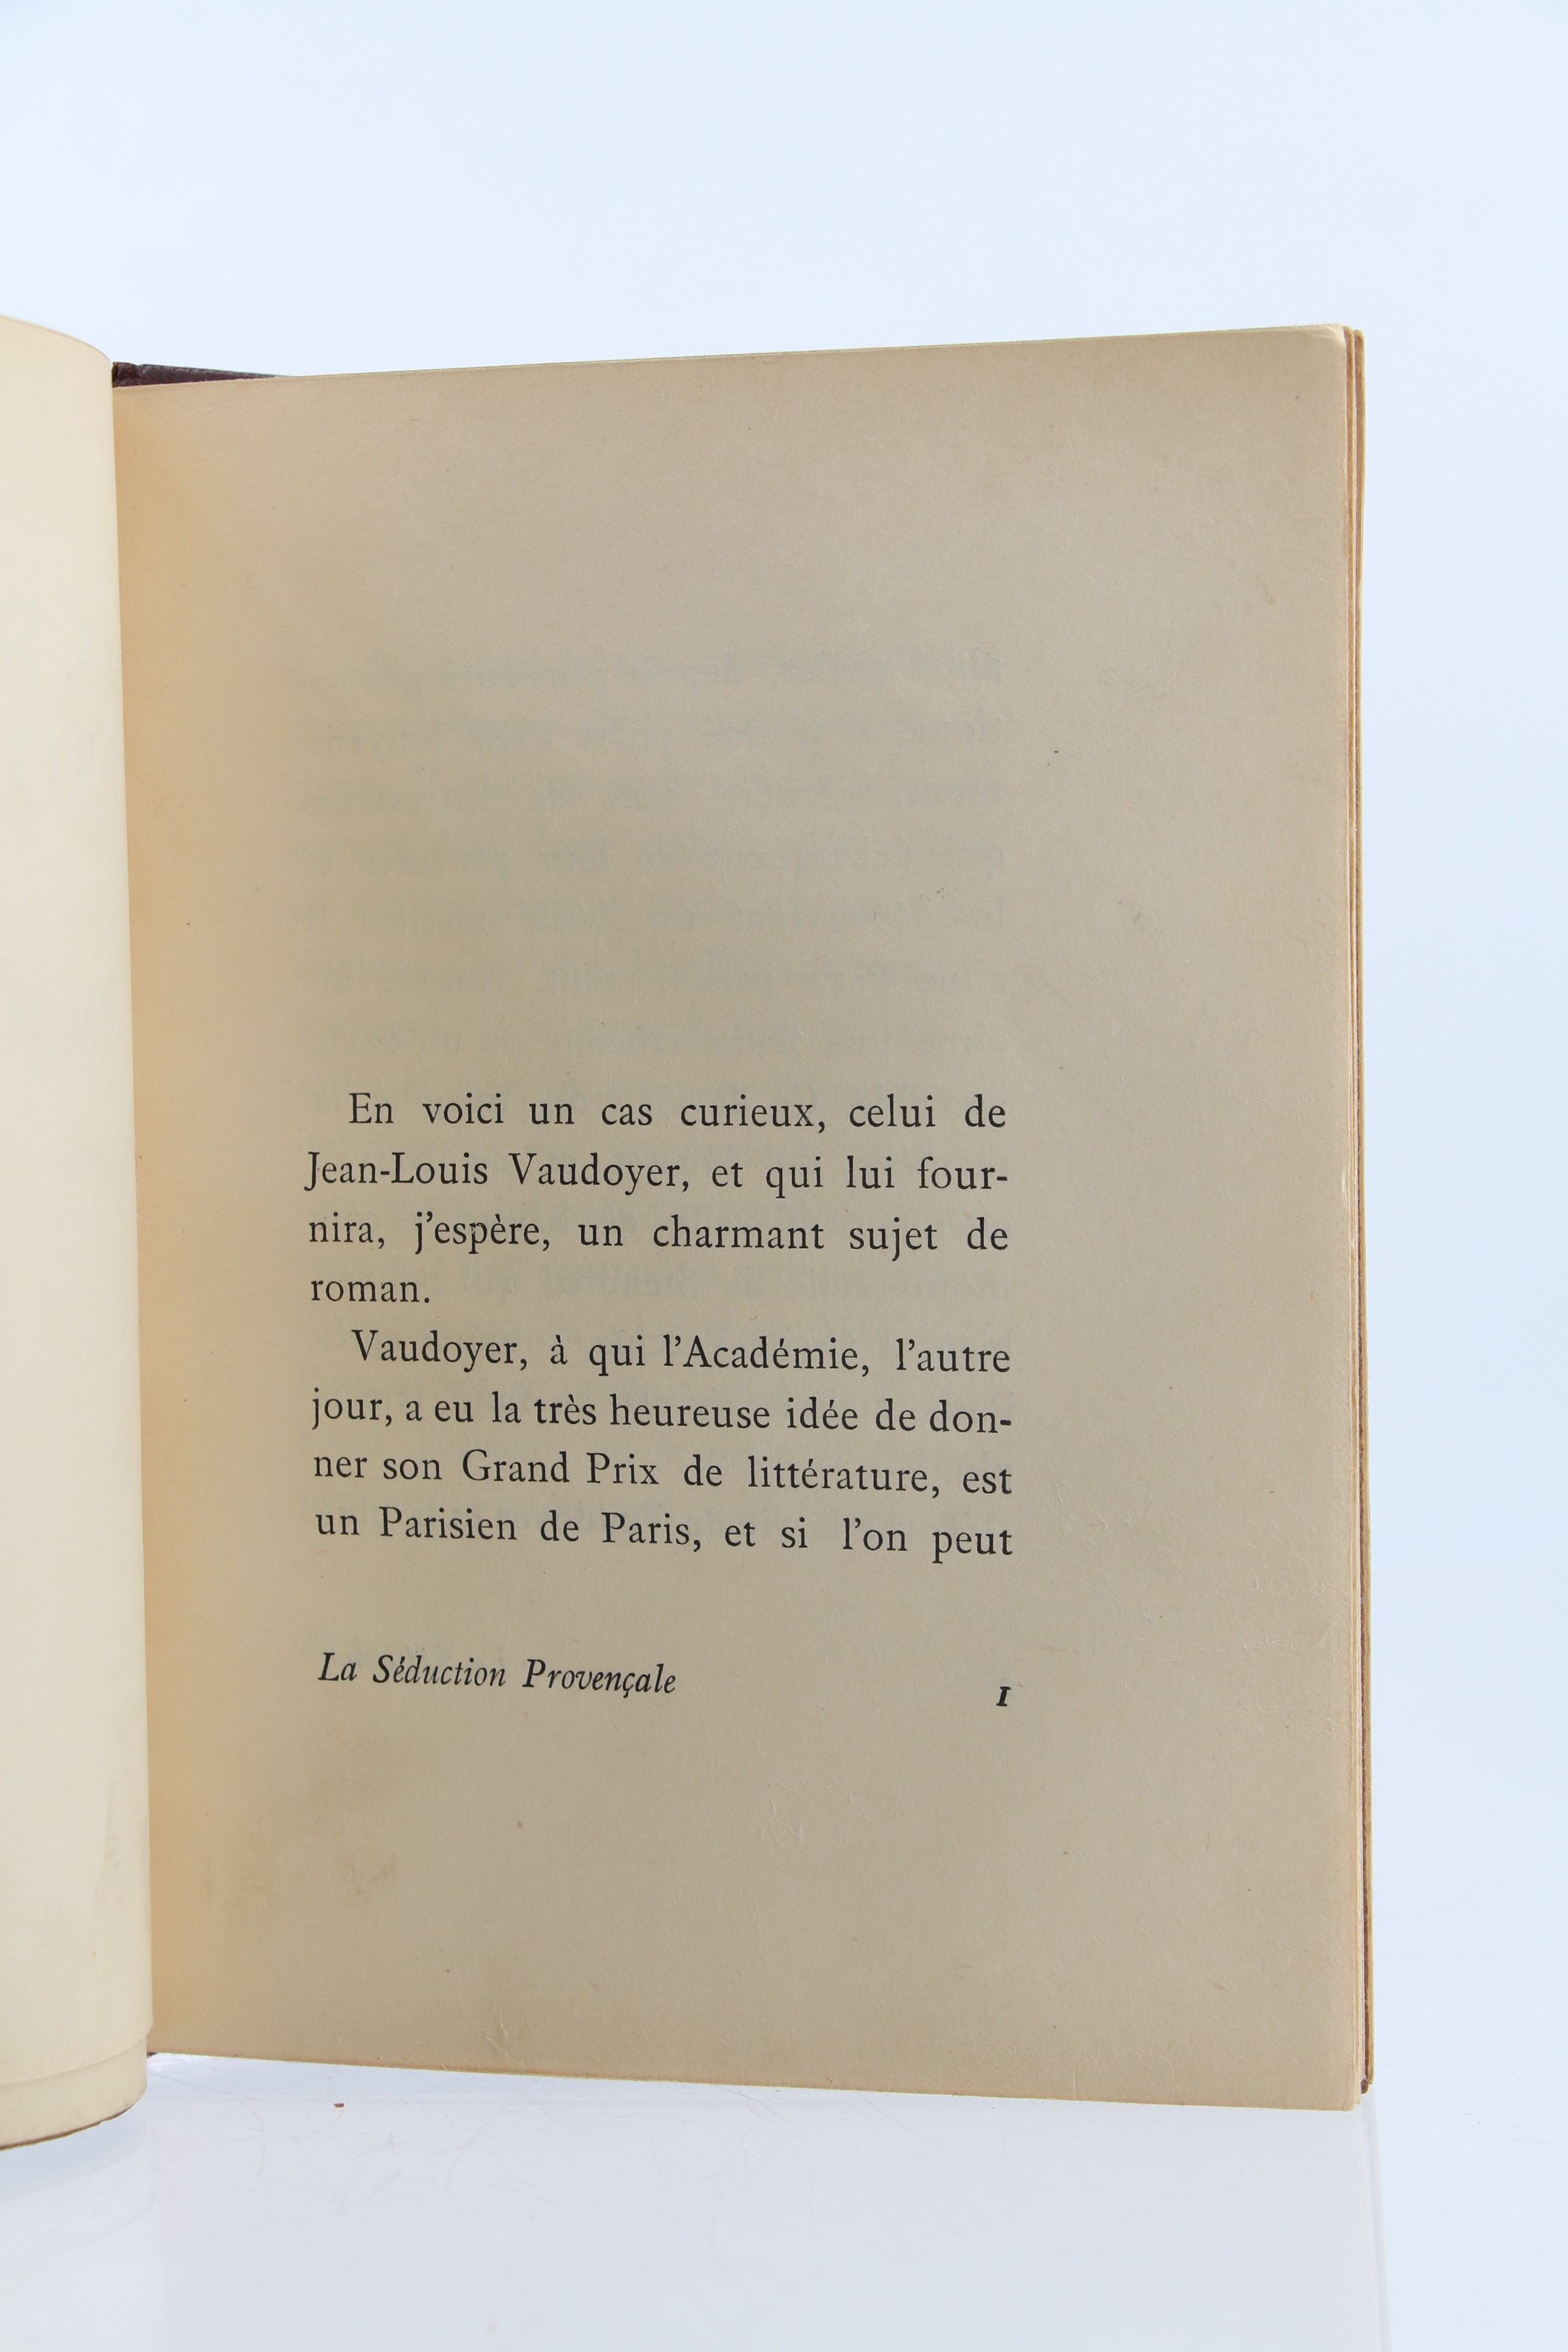 En voici un cas curieux, celui de
Jean-Louis Vaudoyer, et qui lui four-
nira, j'espère, un charmant sujet de
roman.
Vaudoyer, à qui l'Académie, l'autre
jour, a eu la très heureuse idée de don-
ner son Grand Prix de littérature, est
un Parisien de Paris, et si l'on peut
La Séduction Provençale 1